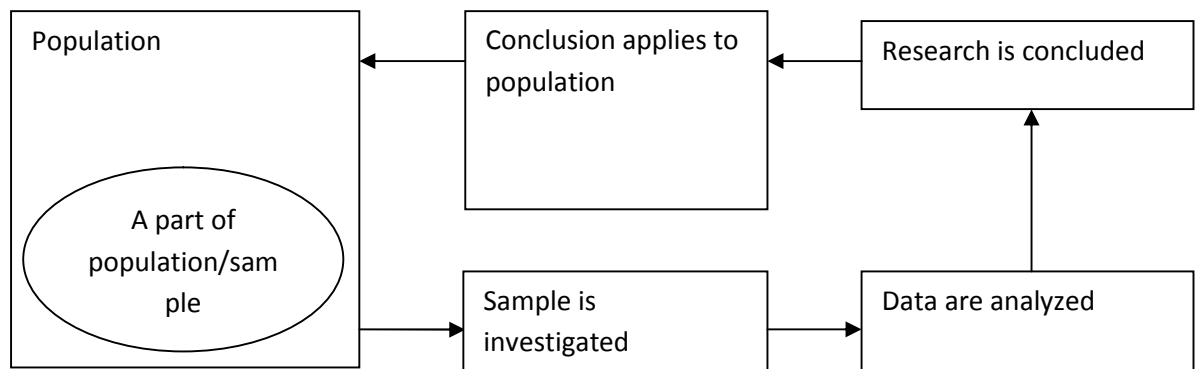 Population
A part of
population/sam
ple
Sample is
investigated
Data are analyzed
Research is concluded
Conclusion applies to
population